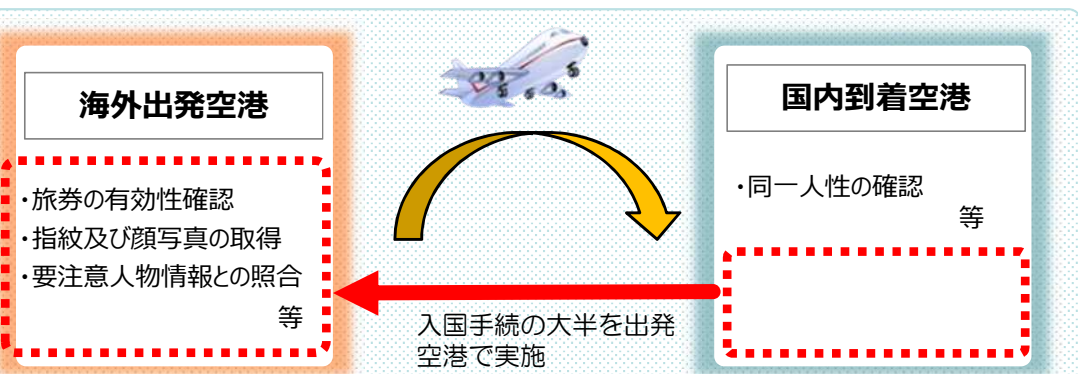 海外出発空港
・旅券の有効性確認
・指紋及び顔写真の取得
・要注意人物情報との照合
等
入国手続の大半を出発
空港で実施
国内到着空港
・同一人性の確認
等